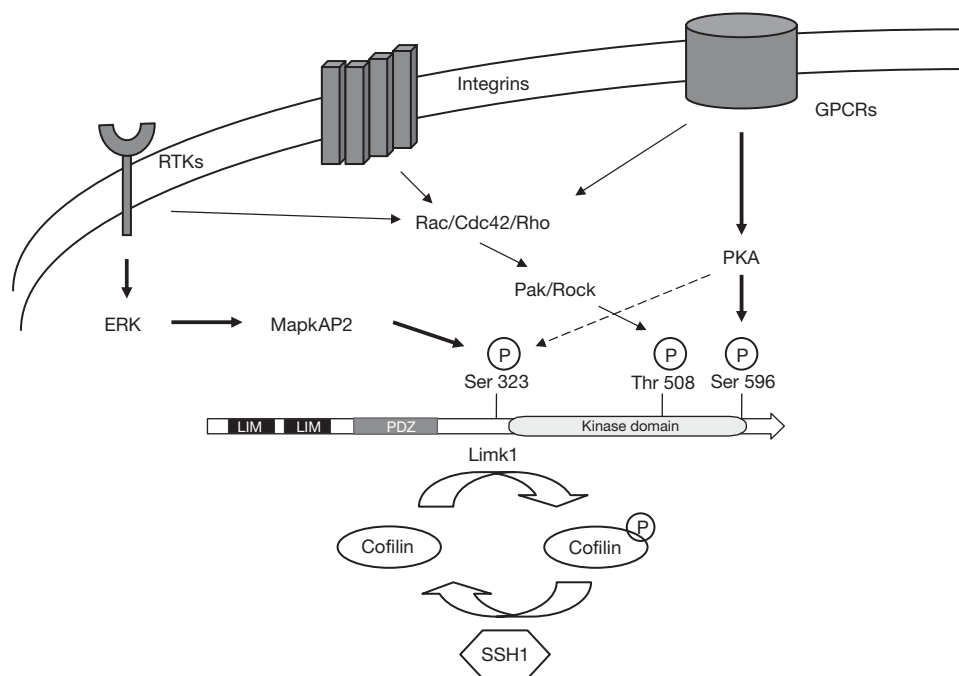 Integrins
GPCRs
RTKs
Rac/Cdc42/Rho
PKA
Pak/Rock
ERK
MapkAP2
P
P
P
Ser 323
Thr 508
Ser 596
LIM
LIM
PDZ
Kinase domain
Limk1
P
Cofilin
Cofilin
SSH1